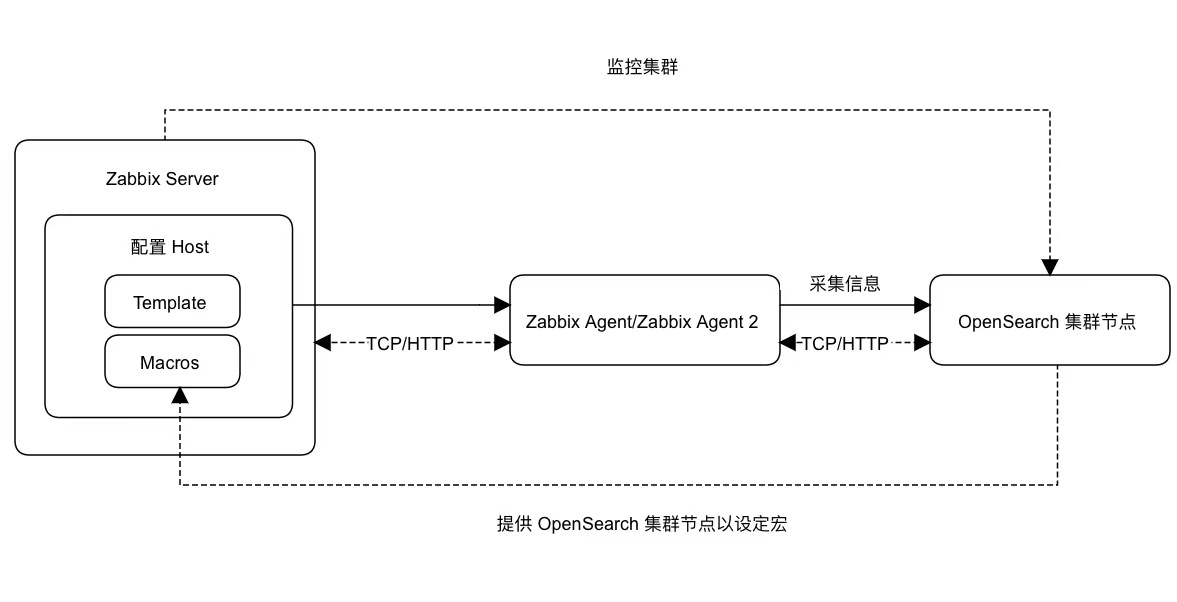 监控集群
Zabbix Server
配置 Host
Template
Macros
TCP/HTTP
Zabbix Agent/Zabbix Agent 2
采集信息
TCP/HTTP
OpenSearch 集群节点
提供 OpenSearch 集群节点以设定宏